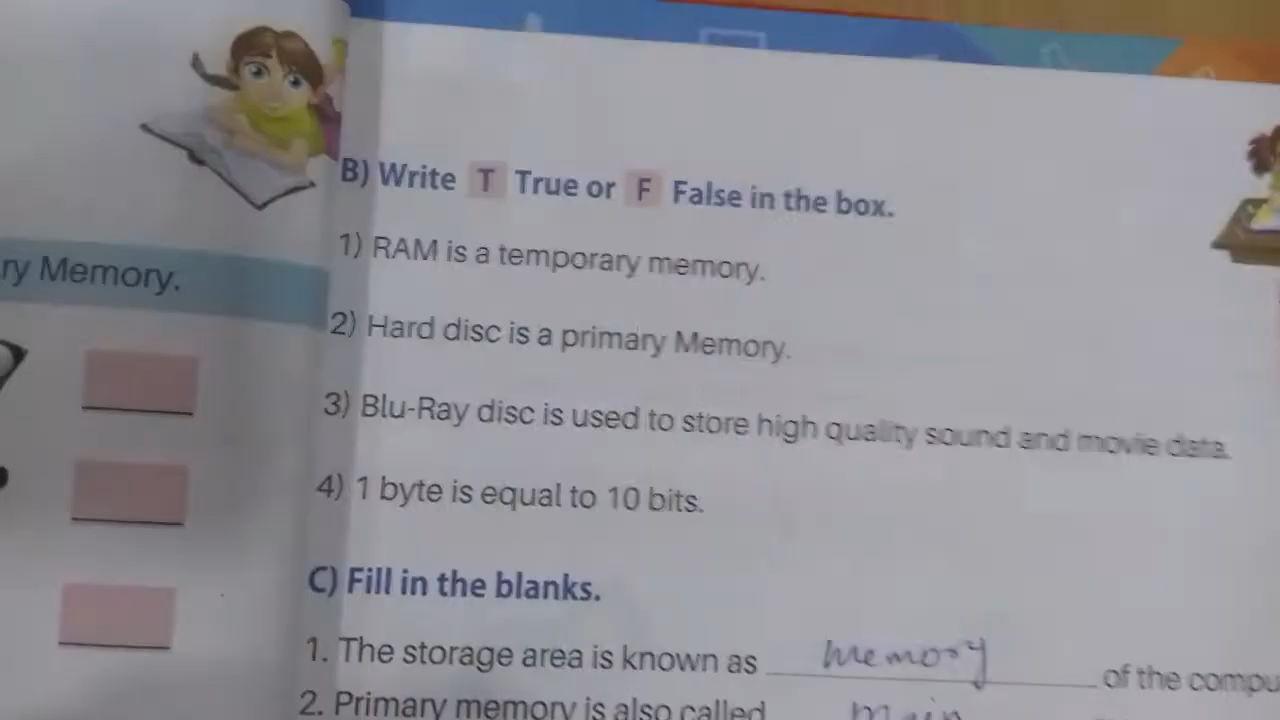 ry Memory.
B) Write T True or F False in the box.
1) RAM is a temporary memory.
2) Hard disc is a primary Memory.
3) Blu-Ray disc is used to store high quality sound and movie data.
4) 1 byte is equal to 10 bits.
C) Fill in the blanks.
1. The storage area is known as memory of the compu
2. Primary memory is also called main